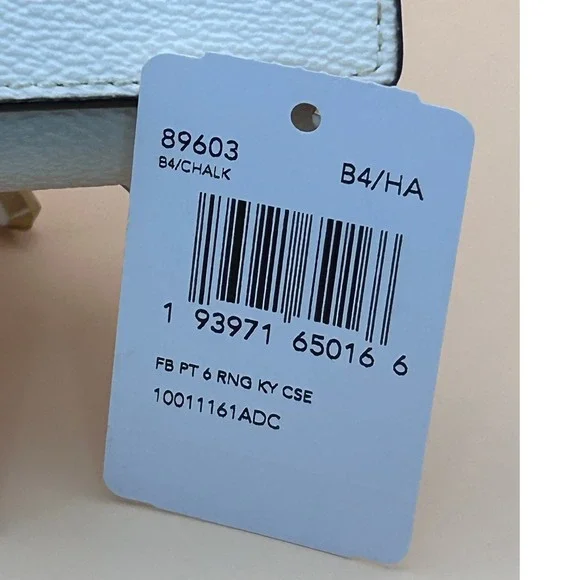 89603
B4/CHALK
B4/HA
1 93971 65016 6
FB PT 6 RNG KY CSE
10011161ADC